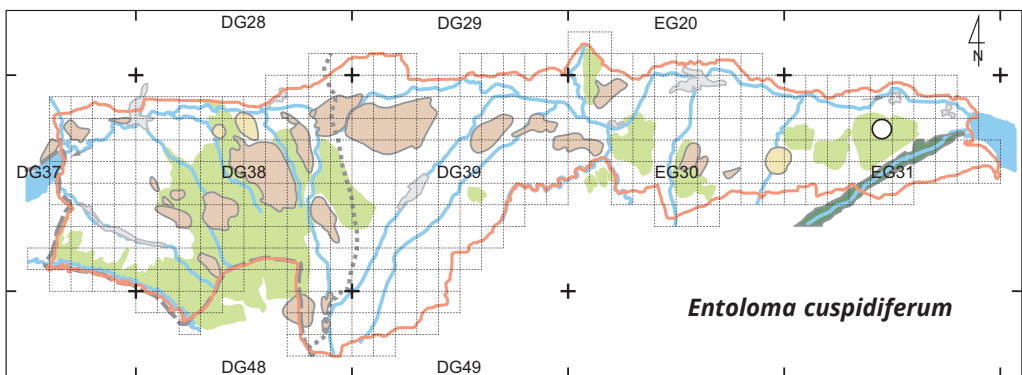 DG28 DG29 EG20
N
DG37 DG38 DG39 EG30 EG31
Entoloma cuspidiferum
DG48 DG49